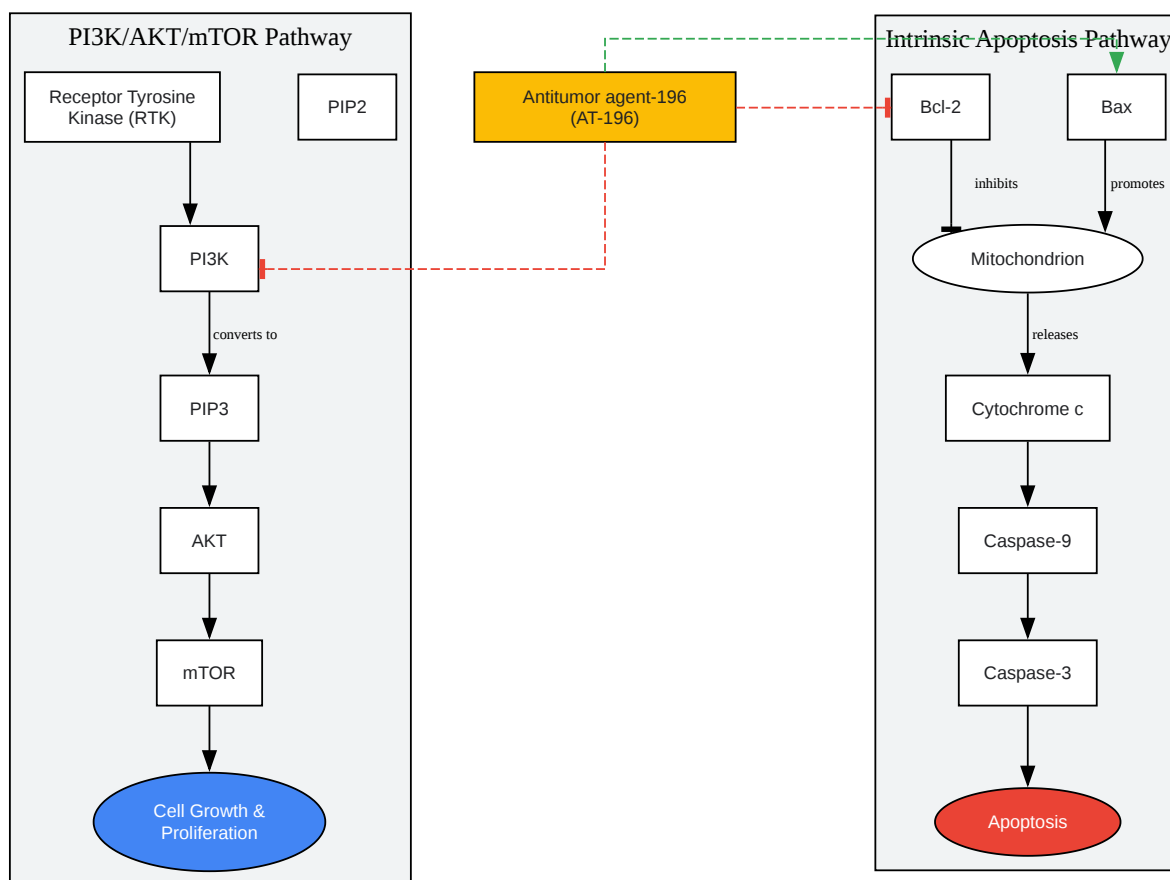 PI3K/AKT/mTOR Pathway
Intrinsic Apoptosis Pathway
Receptor Tyrosine
Kinase (RTK)
PIP2
Antitumor agent-196
(AT-196)
Bcl-2
Bax
inhibits
promotes
PI3K
Mitochondrion
converts to
releases
PIP3
Cytochrome c
AKT
Caspase-9
mTOR
Caspase-3
Cell Growth &
Proliferation
Apoptosis